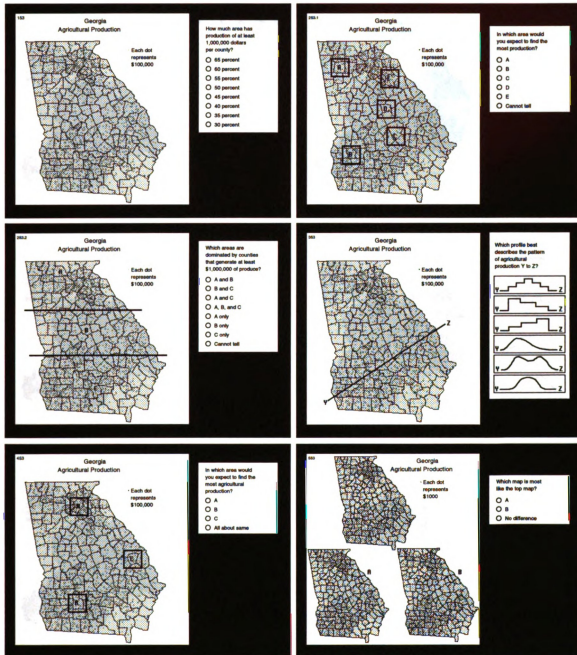 153
Georgia
Agricultural Production
Each dot
represents
$100,000
How much area has
production of at least
1,000,000 dollars
per county?
65 percent
60 percent
55 percent
50 percent
45 percent
40 percent
35 percent
30 percent
Georgia
Agricultural Production
Each dot
represents
$100,000
In which area would
you expect to find the
most production?
A
B
C
D
E
Cannot tell
Georgia
Agricultural Production
Each dot
represents
$100,000
B
Which areas are
dominated by counties
that generate at least
$1,000,000 of produce?
A and B
B and C
A and C
A, B, and C
A only
B only
C only
Cannot tell
Georgia
Agricultural Production
Each dot
represents
$100,000
Z
Y
Which profile best
describes the pattern
of agricultural
production Y to Z?
Y Z
Y Z
Y Z
Y Z
Y Z
Y Z
453
Georgia
Agricultural Production
Each dot
represents
$100,000
In which area would
you expect to find the
most agricultural
production?
A
B
C
All about same
Georgia
Agricultural Production
Each dot
represents
$1000
Which map is most
like the top map?
A
B
No difference